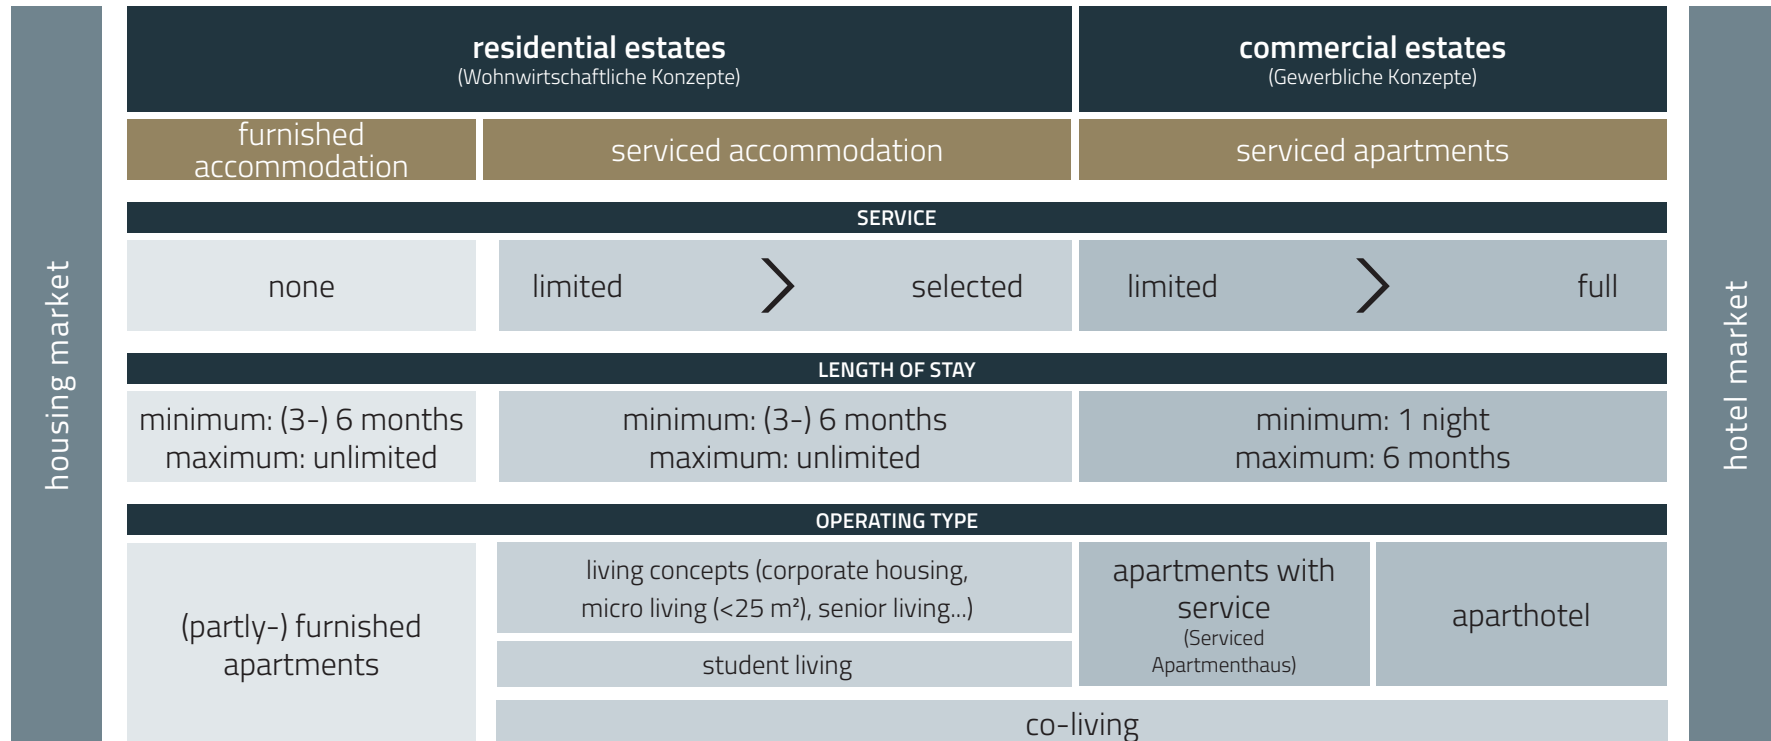 housing market
residential estates
(Wohnwirtschaftliche Konzepte)
commercial estates
(Gewerbliche Konzepte)
furnished
accommodation
serviced accommodation
serviced apartments
SERVICE
none
limited
selected
limited
full
LENGTH OF STAY
minimum: (3-) 6 months
maximum: unlimited
minimum: (3-) 6 months
maximum: unlimited
minimum: 1 night
maximum: 6 months
OPERATING TYPE
(partly-) furnished
apartments
living concepts (corporate housing,
micro living (<25 m²), senior living...)
student living
apartments with
service
(Serviced
Apartmenthaus)
aparthotel
co-living
hotel market